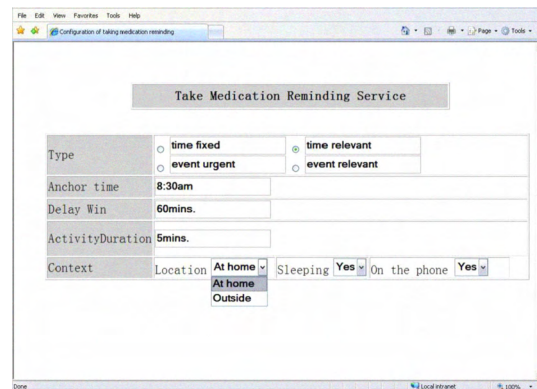 File Edit View Favorites Tools Help
Configuration of taking medication reminding
Page Tools
Take Medication Reminding Service
Type time fixed time relevant
event urgent event relevant
Anchor time 8:30am
Delay Win 60mins.
ActivityDuration 5mins.
Context Location At home Sleeping Yes On the phone Yes
At home
Outside
Done Local intranet 100%